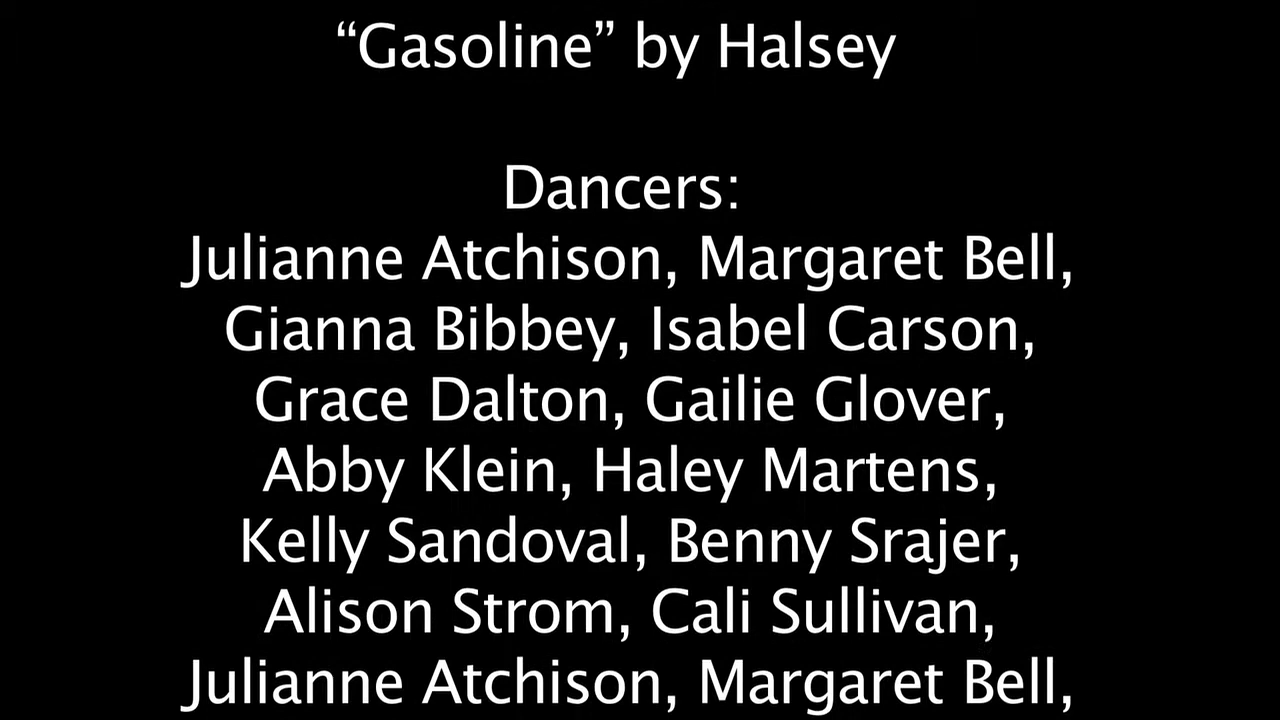 “Gasoline” by Halsey
Dancers:
Julianne Atchison, Margaret Bell,
Gianna Bibbey, Isabel Carson,
Grace Dalton, Gailie Glover,
Abby Klein, Haley Martens,
Kelly Sandoval, Benny Srajer,
Alison Strom, Cali Sullivan,
Julianne Atchison, Margaret Bell,